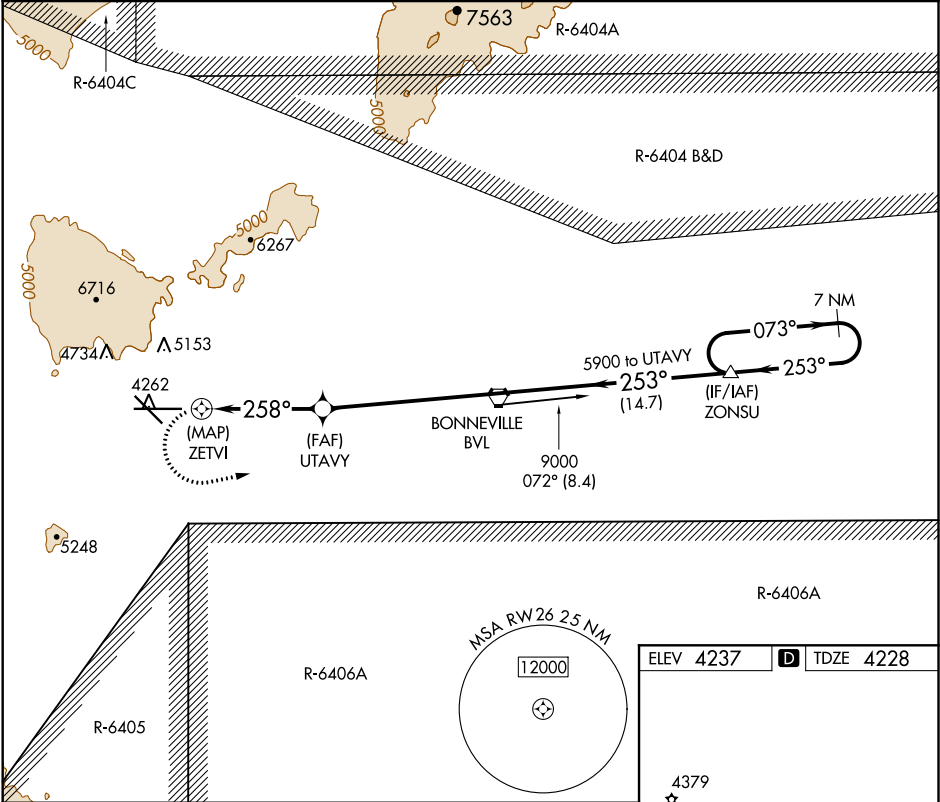 7563
R-6404A
5000
R-6404C
5000
R-6404 B&D
5000
6267
5000
6716
7 NM
073°
4734
5153
5900 to UTAVY
253°
253°
(14.7)
(IF/IAF)
ZONSU
4262
258°
(MAP)
ZETVI
(FAF)
UTAVY
BONNEVILLE
BVL
9000
072° (8.4)
5248
R-6406A
MSA RW26 25 NM
12000
ELEV 4237 D TDZE 4228
R-6406A
R-6405
4379